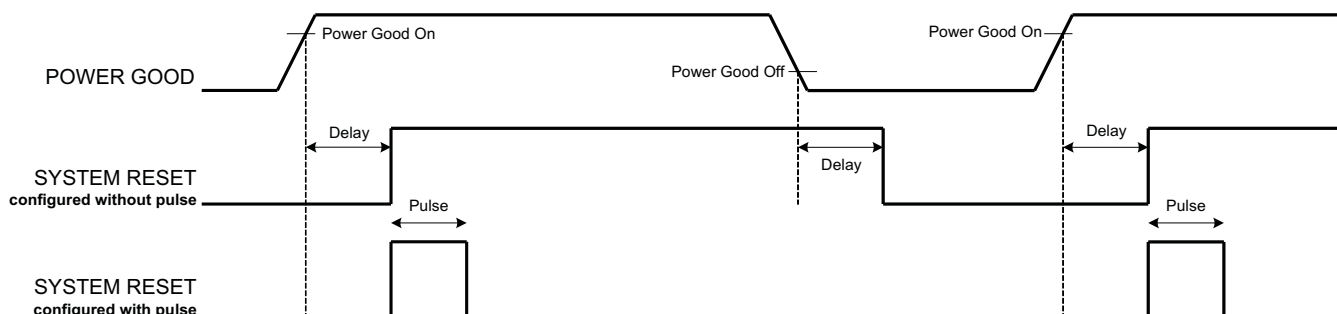 Power Good On
Power Good On
POWER GOOD
Power Good Off
Delay
Delay
Delay
SYSTEM RESET
configured without pulse
Pulse
Pulse
SYSTEM RESET
configured with pulse